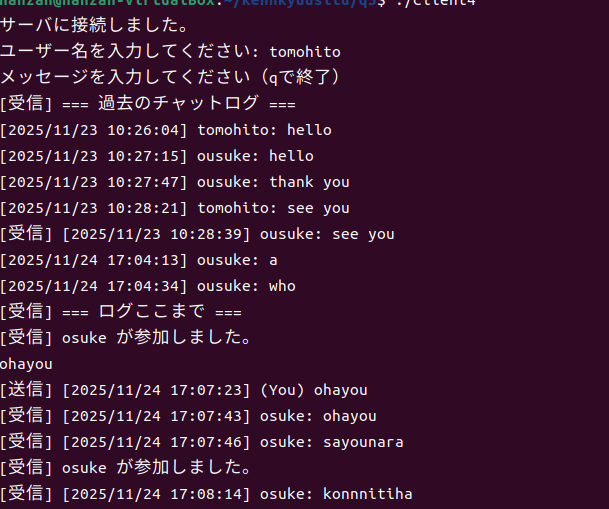 hanzan@hanzan-VirtualBox:~/kennkyuusitu/q5$ ./client4
サーバに接続しました。
ユーザー名を入力してください: tomohito
メッセージを入力してください（qで終了）
[受信] === 過去のチャットログ ===
[2025/11/23 10:26:04] tomohito: hello
[2025/11/23 10:27:15] ousuke: hello
[2025/11/23 10:27:47] ousuke: thank you
[2025/11/23 10:28:21] tomohito: see you
[受信] [2025/11/23 10:28:39] ousuke: see you
[2025/11/24 17:04:13] ousuke: a
[2025/11/24 17:04:34] ousuke: who
[受信] === ログここまで ===
[受信] osuke が参加しました。
ohayou
[送信] [2025/11/24 17:07:23] (You) ohayou
[受信] [2025/11/24 17:07:43] osuke: ohayou
[受信] [2025/11/24 17:07:46] osuke: sayounara
[受信] osuke が参加しました。
[受信] [2025/11/24 17:08:14] osuke: konnnitiha